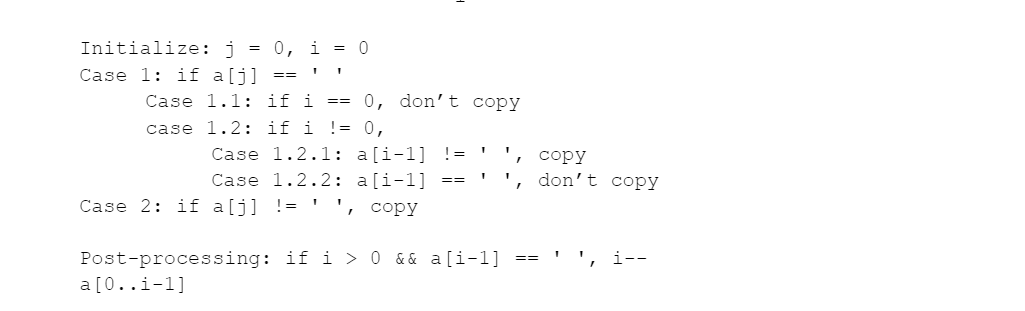 Initialize: j = 0, i = 0
Case 1: if a[j] == ' '
Case 1.1: if i == 0, don’t copy
case 1.2: if i != 0,
Case 1.2.1: a[i-1] != ' ', copy
Case 1.2.2: a[i-1] == ' ', don’t copy
Case 2: if a[j] != ' ', copy
Post-processing: if i > 0 && a[i-1] == ' ', i--
a[0..i-1]